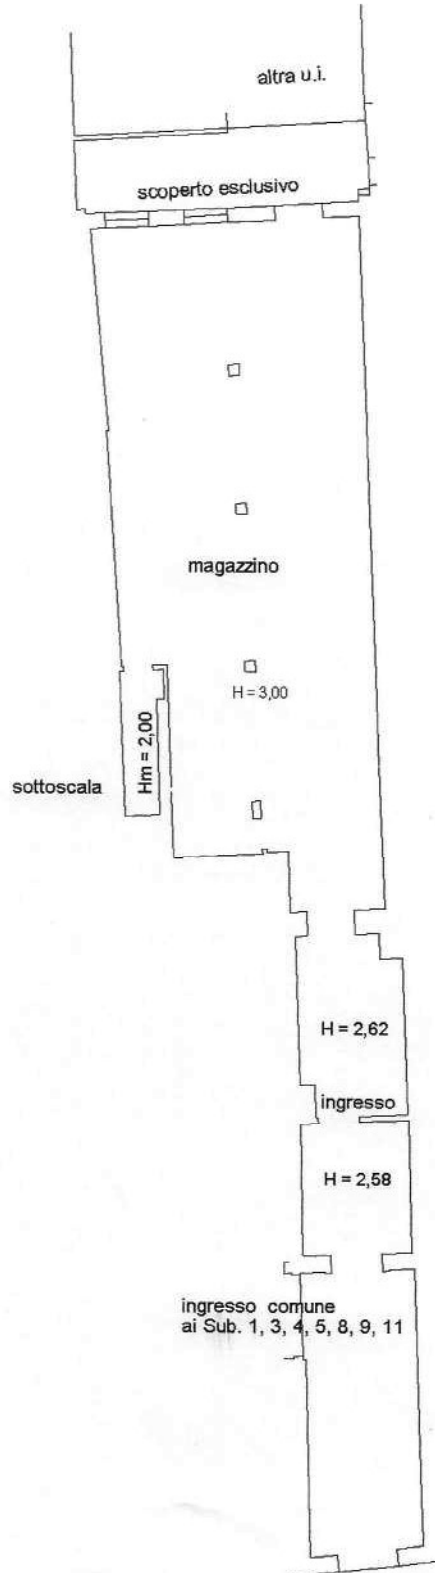 altra u.i.
scoperto esclusivo
magazzino
H = 3,00
Hm = 2,00
sottoscala
H = 2,62
ingresso
H = 2,58
ingresso comune
ai Sub. 1, 3, 4, 5, 8, 9, 11